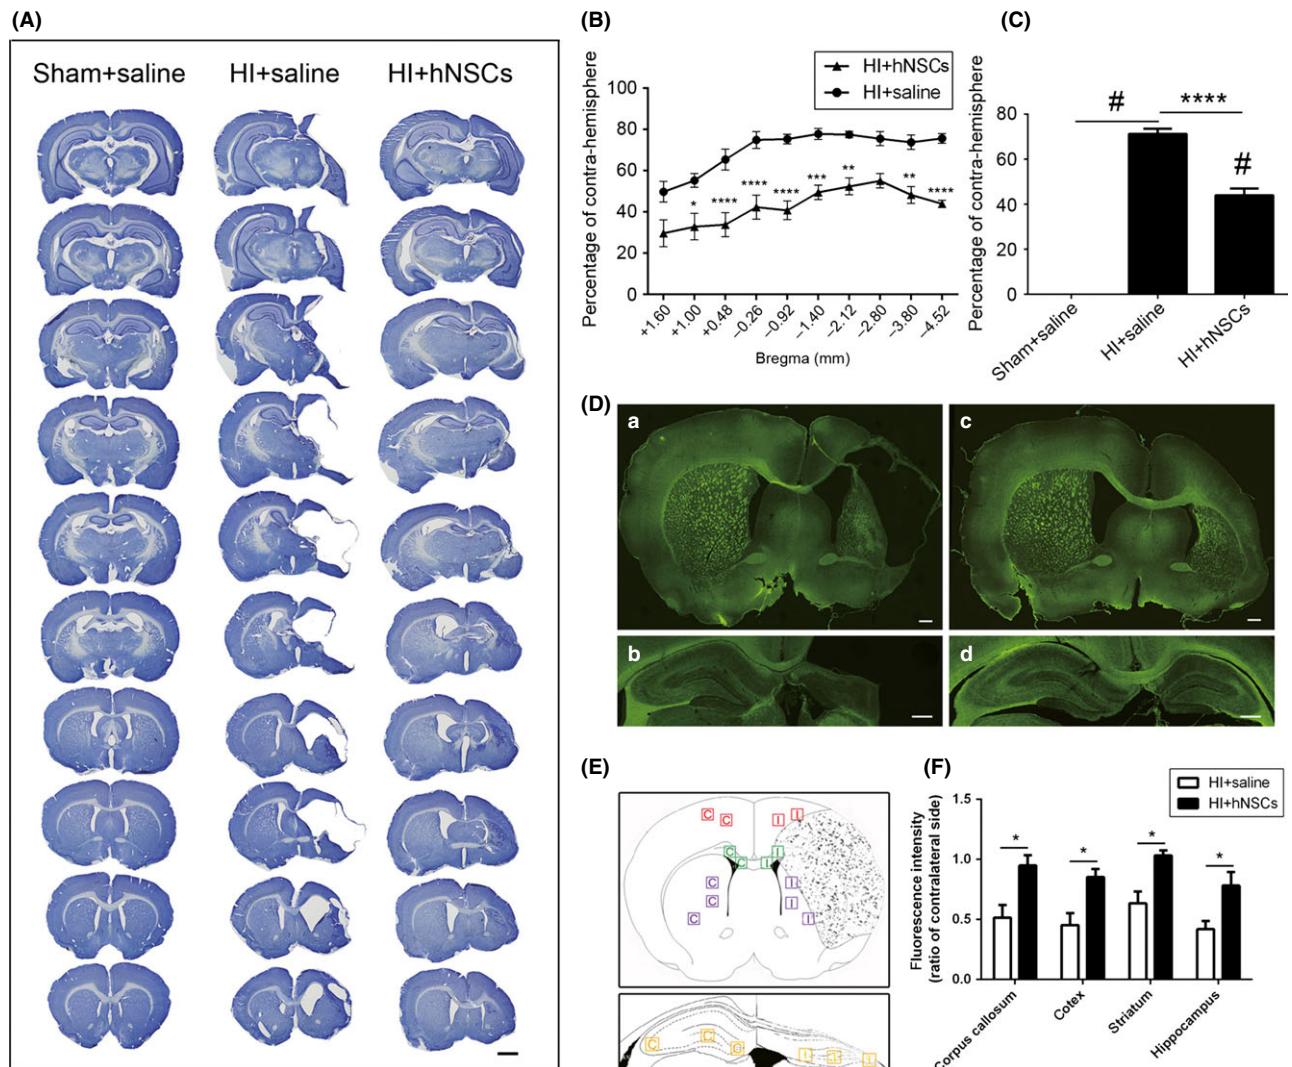 (A)
Sham+saline
HI+saline
HI+hNSCs
(B)
HI+hNSCs
HI+saline
Percentage of contra-hemisphere
100
80
60
40
20
0
*
****
****
****
***
**
**
****
+1.60
+1.00
+0.48
−0.26
−0.92
−1.40
−2.12
−2.80
−3.80
−4.52
Bregma (mm)
(C)
Percentage of contra-hemisphere
80
60
40
20
0
#
****
#
Sham+saline
HI+saline
HI+hNSCs
(D)
a
c
b
d
(E)
C
C
I
I
C
C
I
I
C
C
C
I
I
I
C
C
C
I
I
I
(F)
HI+saline
HI+hNSCs
Fluorescence intensity
(ratio of contralateral side)
1.5
1.0
0.5
0.0
*
*
*
*
Corpus callosum
Cotex
Striatum
Hippocampus